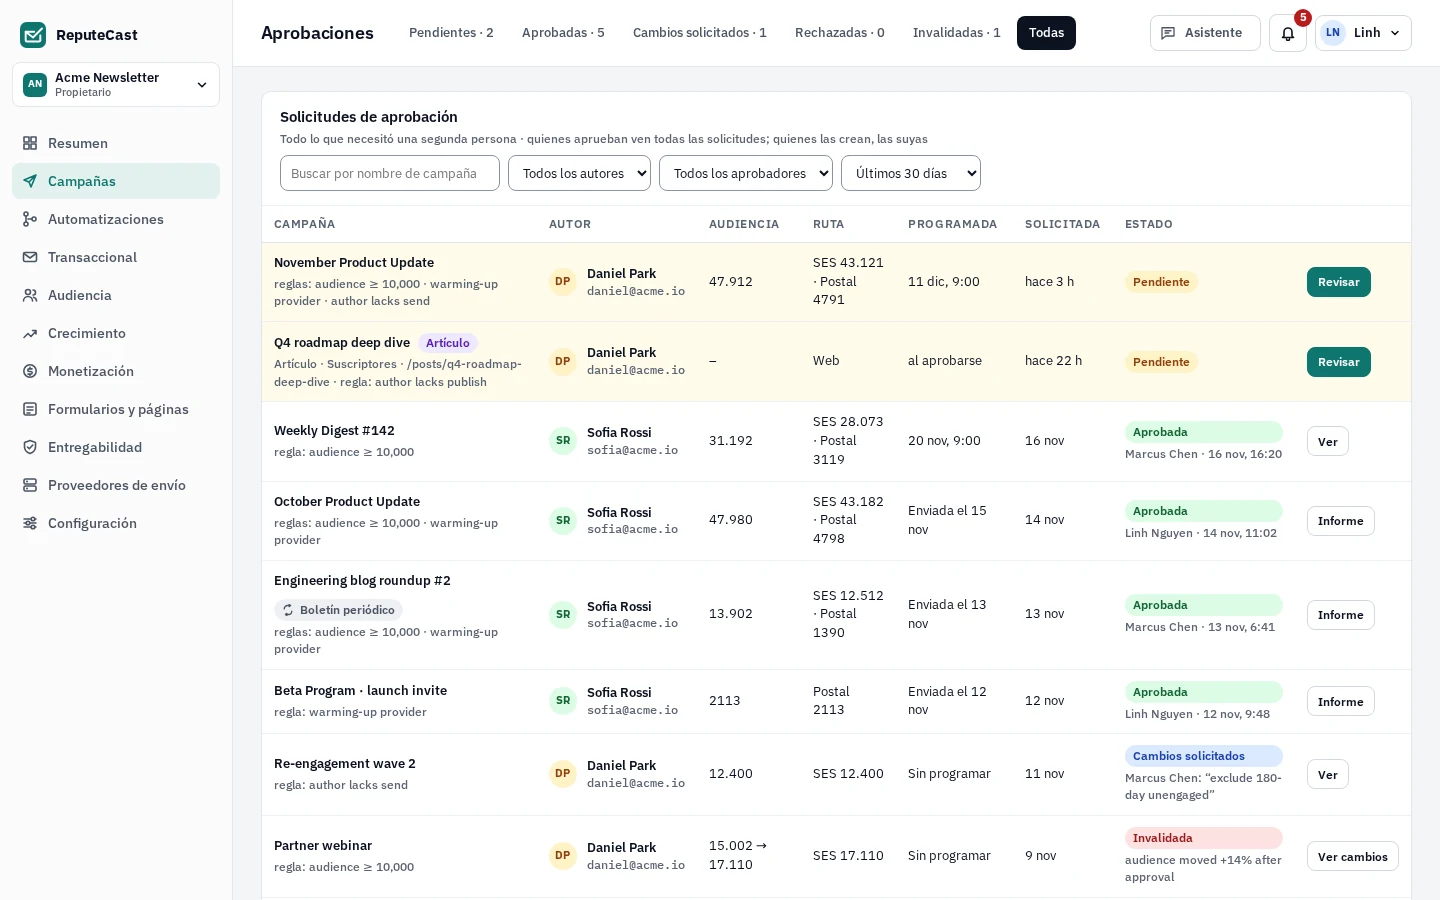 ReputeCast
AN
Acme Newsletter
Propietario
Resumen
Campañas
Automatizaciones
Transaccional
Audiencia
Crecimiento
Monetización
Formularios y páginas
Entregabilidad
Proveedores de envío
Configuración
Aprobaciones
Pendientes · 2
Aprobadas · 5
Cambios solicitados · 1
Rechazadas · 0
Invalidadas · 1
Todas
Asistente
5
LN
Linh
Solicitudes de aprobación
Todo lo que necesitó una segunda persona · quienes aprueban ven todas las solicitudes; quienes las crean, las suyas
Buscar por nombre de campaña
Todos los autores
Todos los aprobadores
Últimos 30 días
CAMPAÑA
AUTOR
AUDIENCIA
RUTA
PROGRAMADA
SOLICITADA
ESTADO
November Product Update
reglas: audience ≥ 10,000 · warming-up
provider · author lacks send
DP
Daniel Park
daniel@acme.io
47.912
SES 43.121
· Postal
4791
11 dic, 9:00
hace 3 h
Pendiente
Revisar
Q4 roadmap deep dive
Artículo
Artículo · Suscriptores · /posts/q4-roadmap-
deep-dive · regla: author lacks publish
DP
Daniel Park
daniel@acme.io
–
Web
al aprobarse
hace 22 h
Pendiente
Revisar
Weekly Digest #142
regla: audience ≥ 10,000
SR
Sofia Rossi
sofia@acme.io
31.192
SES 28.073
· Postal
3119
20 nov, 9:00
16 nov
Aprobada
Marcus Chen · 16 nov, 16:20
Ver
October Product Update
reglas: audience ≥ 10,000 · warming-up
provider
SR
Sofia Rossi
sofia@acme.io
47.980
SES 43.182
· Postal
4798
Enviada el 15
nov
14 nov
Aprobada
Linh Nguyen · 14 nov, 11:02
Informe
Engineering blog roundup #2
Boletín periódico
reglas: audience ≥ 10,000 · warming-up
provider
SR
Sofia Rossi
sofia@acme.io
13.902
SES 12.512
· Postal
1390
Enviada el 13
nov
13 nov
Aprobada
Marcus Chen · 13 nov, 6:41
Informe
Beta Program · launch invite
regla: warming-up provider
SR
Sofia Rossi
sofia@acme.io
2113
Postal
2113
Enviada el 12
nov
12 nov
Aprobada
Linh Nguyen · 12 nov, 9:48
Informe
Re-engagement wave 2
regla: author lacks send
DP
Daniel Park
daniel@acme.io
12.400
SES 12.400
Sin programar
11 nov
Cambios solicitados
Marcus Chen: “exclude 180-
day unengaged”
Ver
Partner webinar
regla: audience ≥ 10,000
DP
Daniel Park
daniel@acme.io
15.002 →
17.110
SES 17.110
Sin programar
9 nov
Invalidada
audience moved +14% after
approval
Ver cambios